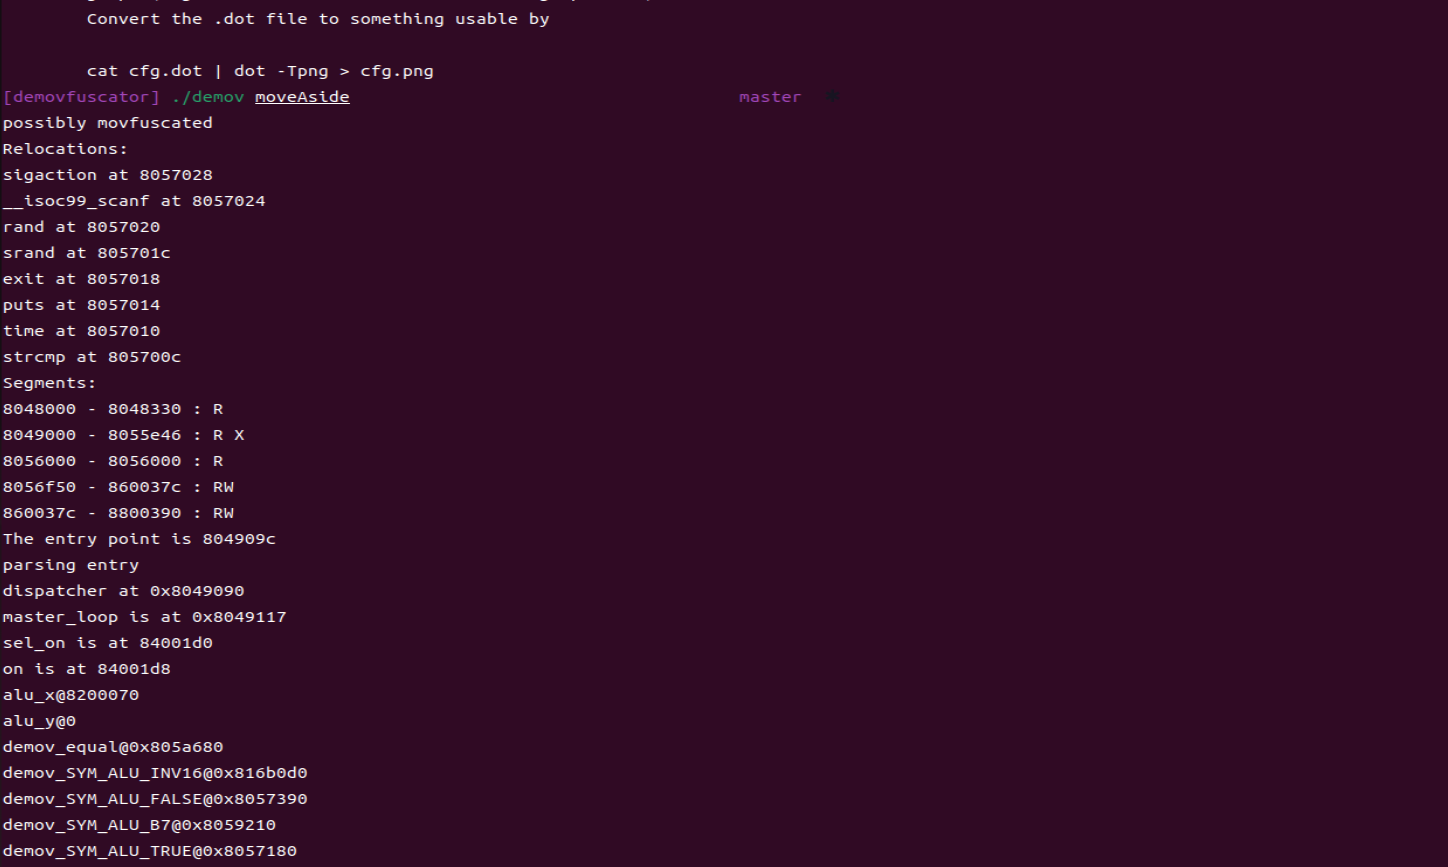 Convert the .dot file to something usable by
cat cfg.dot | dot -Tpng > cfg.png
[demovfuscator] ./demov moveAside master
possibly movfuscated
Relocations:
sigaction at 8057028
__isoc99_scanf at 8057024
rand at 8057020
srand at 805701c
exit at 8057018
puts at 8057014
time at 8057010
strcmp at 805700c
Segments:
8048000 - 8048330 : R
8049000 - 8055e46 : R X
8056000 - 8056000 : R
8056f50 - 860037c : RW
860037c - 8800390 : RW
The entry point is 804909c
parsing entry
dispatcher at 0x8049090
master_loop is at 0x8049117
sel_on is at 84001d0
on is at 84001d8
alu_x@8200070
alu_y@0
demov_equal@0x805a680
demov_SYM_ALU_INV16@0x816b0d0
demov_SYM_ALU_FALSE@0x8057390
demov_SYM_ALU_B7@0x8059210
demov_SYM_ALU_TRUE@0x8057180